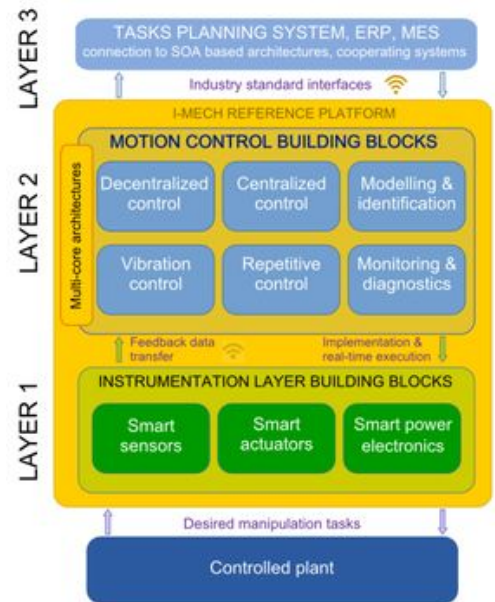 LAYER 3
TASKS PLANNING SYSTEM, ERP, MES
connection to SOA based architectures, cooperating systems
Industry standard interfaces
I-MECH REFERENCE PLATFORM
LAYER 2
Multi-core architectures
MOTION CONTROL BUILDING BLOCKS
Decentralized
control
Centralized
control
Modelling &
identification
Vibration
control
Repetitive
control
Monitoring &
diagnostics
Feedback data
transfer
Implementation &
real-time execution
LAYER 1
INSTRUMENTATION LAYER BUILDING BLOCKS
Smart
sensors
Smart
actuators
Smart power
electronics
Desired manipulation tasks
Controlled plant